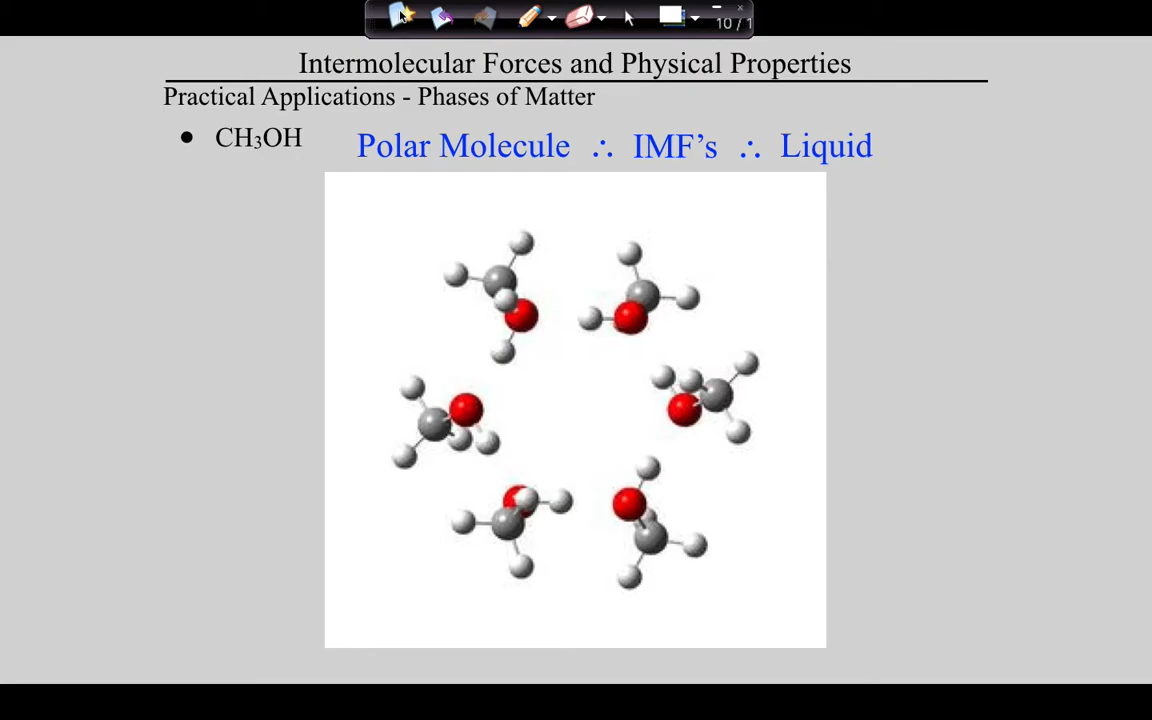 10 / 1
Intermolecular Forces and Physical Properties
Practical Applications - Phases of Matter
● CH₃OH
Polar Molecule ∴ IMF’s ∴ Liquid